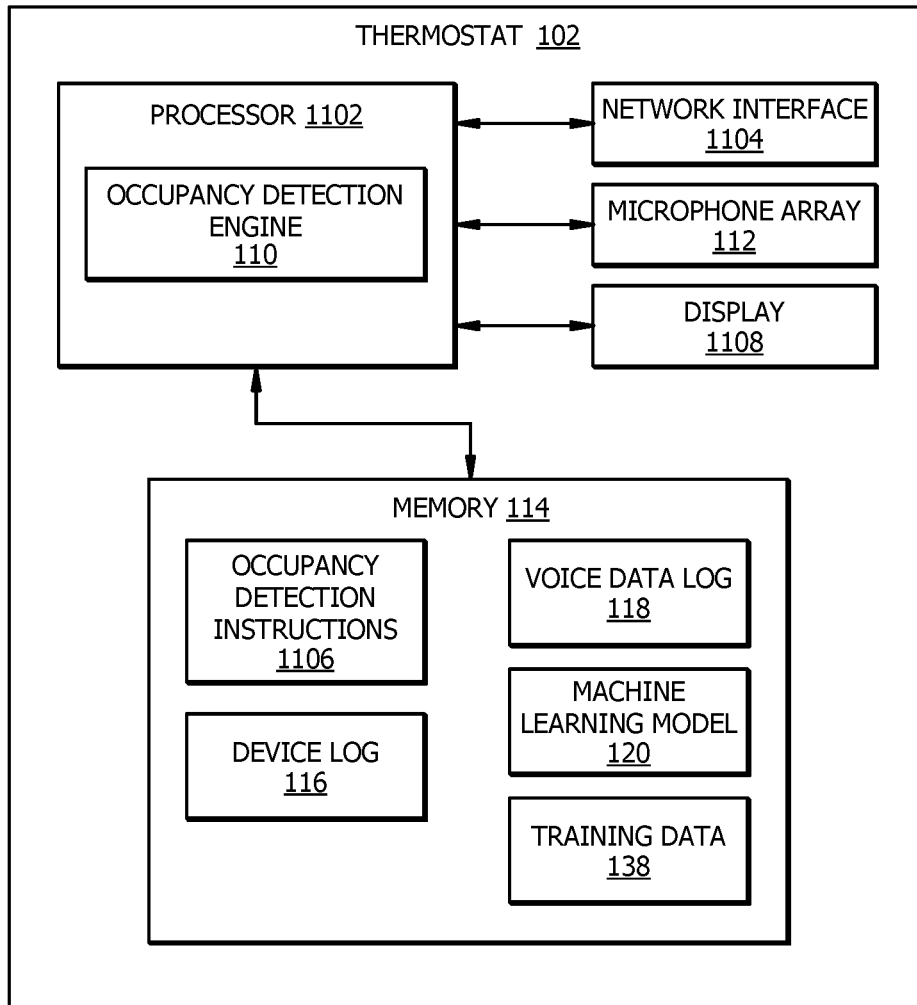 THERMOSTAT 102
PROCESSOR 1102
OCCUPANCY DETECTION
ENGINE
110
NETWORK INTERFACE
1104
MICROPHONE ARRAY
112
DISPLAY
1108
MEMORY 114
OCCUPANCY
DETECTION
INSTRUCTIONS
1106
DEVICE LOG
116
VOICE DATA LOG
118
MACHINE
LEARNING MODEL
120
TRAINING DATA
138